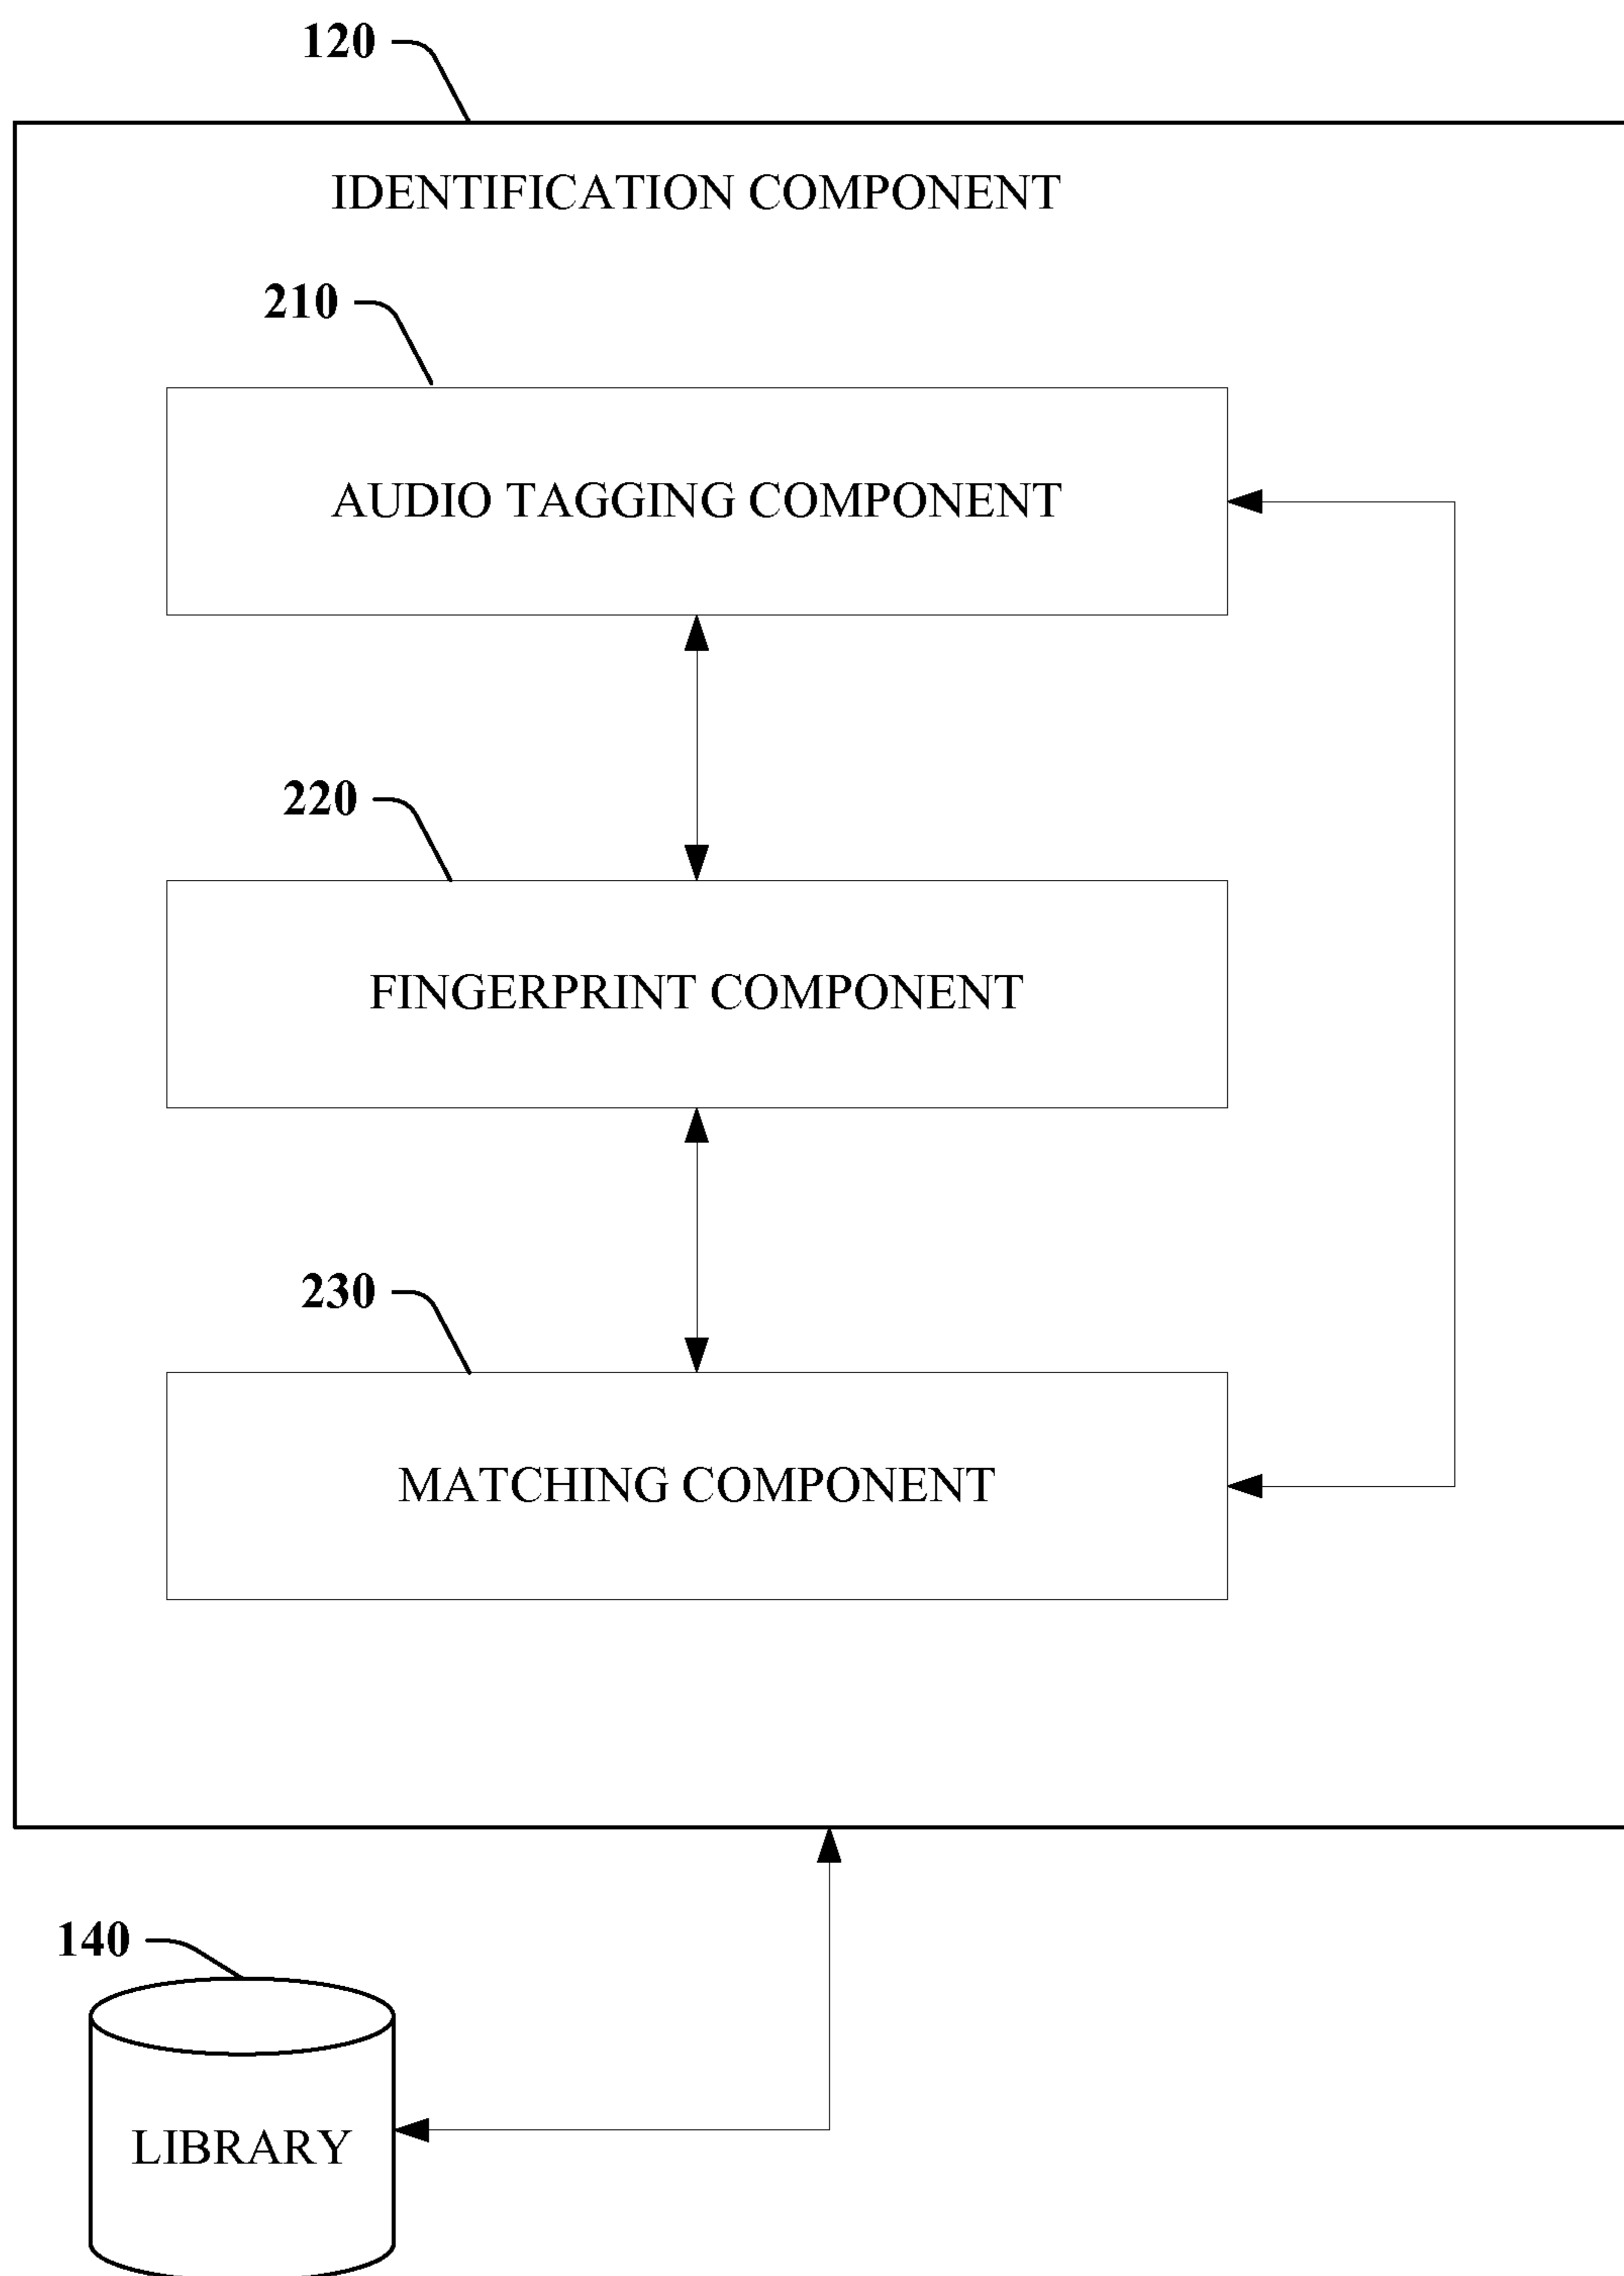 120
IDENTIFICATION COMPONENT
210
AUDIO TAGGING COMPONENT
220
FINGERPRINT COMPONENT
230
MATCHING COMPONENT
140
LIBRARY